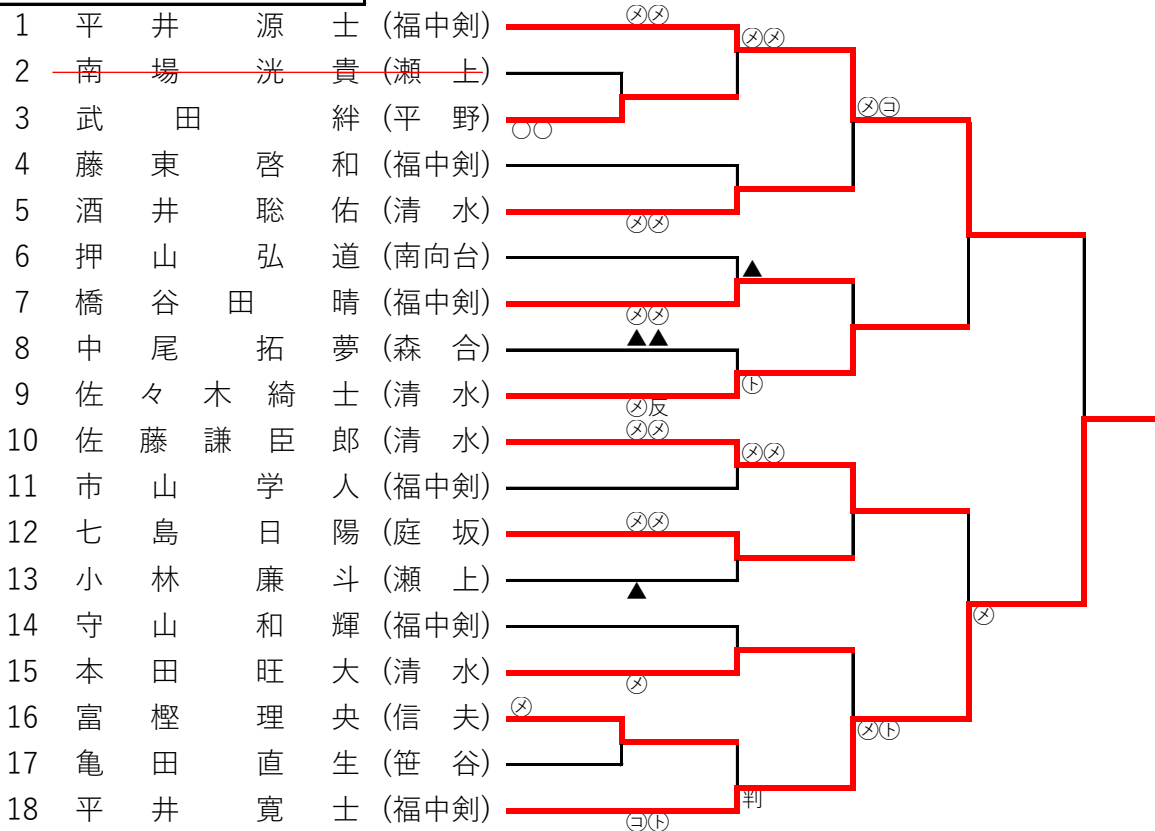 ㋱㋱
1 平井源士 (福中剣)
㋱㋱
2 南場洸貴 (瀬上)
㋱㋙
3 武田絆 (平野)
○○
4 藤東啓和 (福中剣)
5 酒井聡佑 (清水)
㋱㋱
6 押山弘道 (南向台)
▲
7 橋谷田晴 (福中剣)
㋱㋱
▲▲
8 中尾拓夢 (森合)
㋣
9 佐々木綺士 (清水)
㋱反
㋱㋱
10 佐藤謙臣郎 (清水)
㋱㋱
11 市山学人 (福中剣)
㋱㋱
12 七島日陽 (庭坂)
13 小林廉斗 (瀬上)
▲
㋱
14 守山和輝 (福中剣)
15 本田旺大 (清水)
㋱
㋱
16 富樫理央 (信夫)
㋱㋣
17 亀田直生 (笹谷)
判
18 平井寛士 (福中剣)
㋙㋣